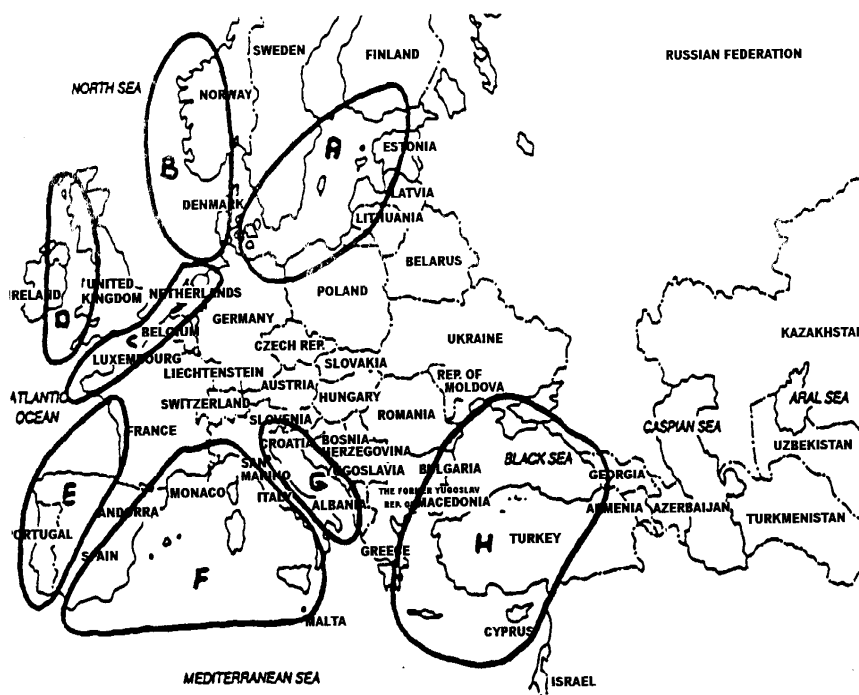 SWEDEN
FINLAND
RUSSIAN FEDERATION
NORTH SEA
NORWAY
A
ESTONIA
B
LATVIA
DENMARK
LITHUANIA
BELARUS
IRELAND
UNITED
KINGDOM
NETHERLANDS
POLAND
D
BELGIUM
GERMANY
C
UKRAINE
KAZAKHSTAN
LUXEMBOURG
CZECH REP.
SLOVAKIA
LIECHTENSTEIN
AUSTRIA
REP. OF
MOLDOVA
ATLANTIC
OCEAN
HUNGARY
SWITZERLAND
ROMANIA
ARAL SEA
SLOVENIA
CASPIAN SEA
FRANCE
CROATIA
BOSNIA
HERZEGOVINA
UZBEKISTAN
SAN
MARINO
YUGOSLAVIA
BULGARIA
BLACK SEA
GEORGIA
E
MONACO
ITALY
G
ALBANIA
THE FORMER YUGOSLAV
REP. OF MACEDONIA
ANDORRA
ARMENIA
AZERBAIJAN
TURKMENISTAN
PORTUGAL
SPAIN
GREECE
H
TURKEY
F
MALTA
CYPRUS
MEDITERRANEAN SEA
ISRAEL